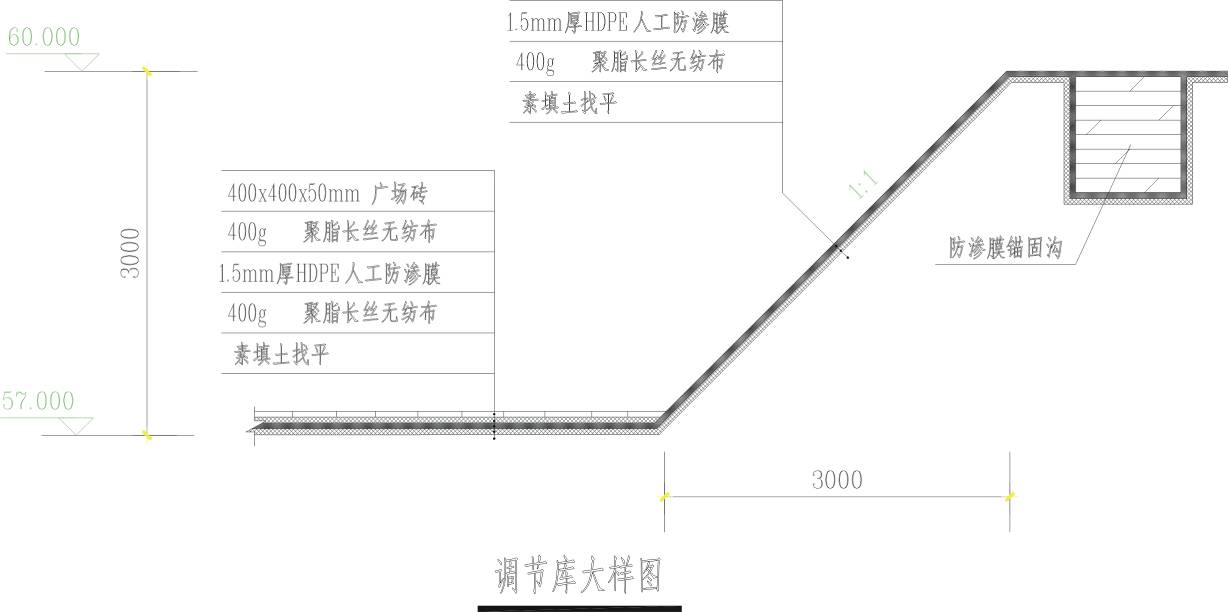 60.000
1.5mm厚HDPE人工防渗膜
400g 聚脂长丝无纺布
素填土找平
400x400x50mm 广场砖
400g 聚脂长丝无纺布
1.5mm厚HDPE人工防渗膜
400g 聚脂长丝无纺布
素填土找平
3000
1:1
防渗膜锚固沟
57.000
3000
调节库大样图